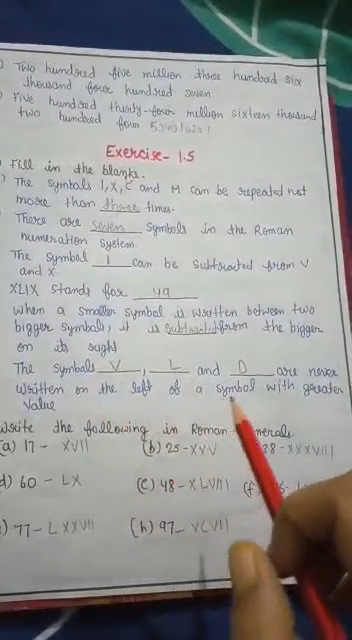 Two hundred five million three hundred six
thousand four hundred seven
Five hundred thirty-four million sixteen thousand
two hundred four
Exercise - 1.5
Fill in the blanks.
The symbols I, X, C and M can be repeated not
more than three times.
There are seven symbols in the Roman
numeration system.
The symbol I can be subtracted from V
and X.
XLIX stands for 49
When a smaller symbol is written between two
bigger symbols, it is subtracted from the bigger
on its right
The symbols V, L and D are never
written on the left of a symbol with greater
value
Write the following in Roman
(a) 17 - XVII (b) 25 - XXV 38 - XXXVIII
(d) 60 - LX (e) 48 - XLVIII (f)
77 - LXXVII (h) 97 - XCVII